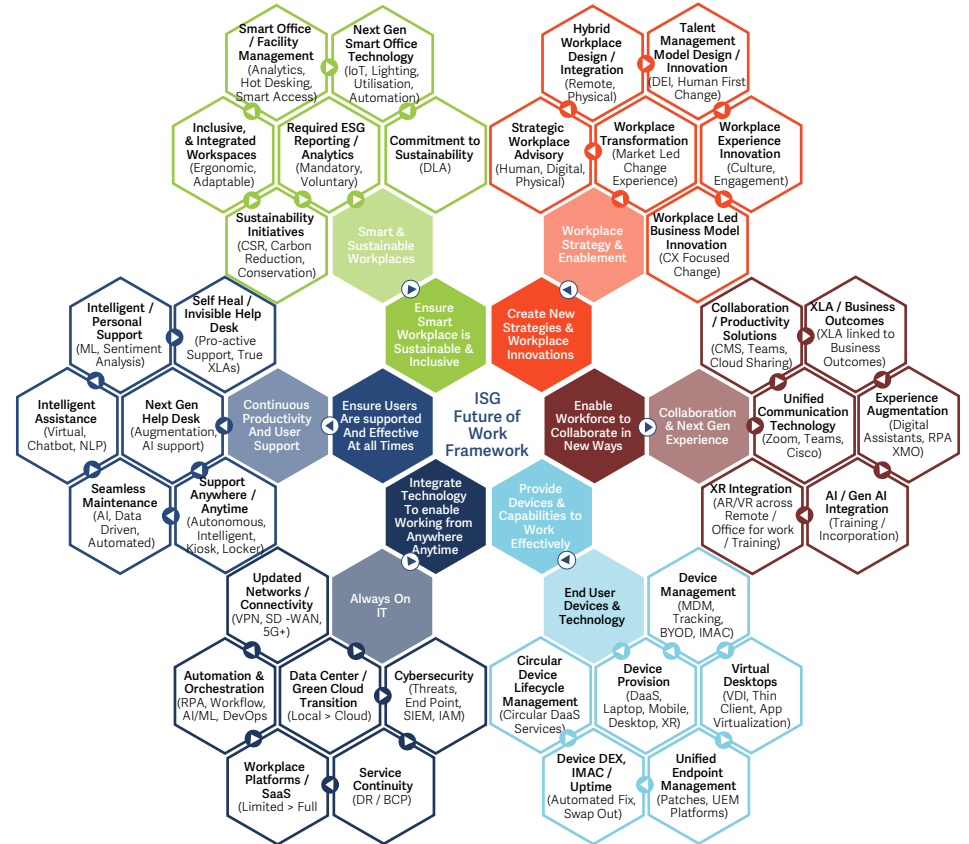 Smart Office
/ Facility
Management
(Analytics,
Hot Desking,
Smart Access)
Next Gen
Smart Office
Technology
(IoT, Lighting,
Utilisation,
Automation)
Inclusive,
& Integrated
Workspaces
(Ergonomic,
Adaptable)
Required ESG
Reporting /
Analytics
(Mandatory,
Voluntary)
Commitment to
Sustainability
(DLA)
Sustainability
Initiatives
(CSR, Carbon
Reduction,
Conservation)
Smart &
Sustainable
Workplaces
Ensure
Smart
Workplace is
Sustainable &
Inclusive
Hybrid
Workplace
Design /
Integration
(Remote,
Physical)
Talent
Management
Model Design /
Innovation
(DEI, Human First
Change)
Strategic
Workplace
Advisory
(Human, Digital,
Physical)
Workplace
Transformation
(Market Led
Change
Experience)
Workplace
Experience
Innovation
(Culture,
Engagement)
Workplace
Strategy &
Enablement
Workplace Led
Business Model
Innovation
(CX Focused
Change)
Create New
Strategies &
Workplace
Innovations
Intelligent /
Personal
Support
(ML, Sentiment
Analysis)
Self Heal /
Invisible Help
Desk
(Pro-active
Support, True
XLAs)
Intelligent
Assistance
(Virtual,
Chatbot, NLP)
Next Gen
Help Desk
(Augmentation,
AI support)
Continuous
Productivity
And User
Support
Ensure Users
Are supported
And Effective
At all Times
Seamless
Maintenance
(AI, Data
Driven,
Automated)
Support
Anywhere /
Anytime
(Autonomous,
Intelligent,
Kiosk, Locker)
ISG
Future of
Work
Framework
Enable
Workforce to
Collaborate in
New Ways
Collaboration
& Next Gen
Experience
Collaboration
/ Productivity
Solutions
(CMS, Teams,
Cloud Sharing)
XLA / Business
Outcomes
(XLA linked to
Business
Outcomes)
Unified
Communication
Technology
(Zoom, Teams,
Cisco)
Experience
Augmentation
(Digital
Assistants, RPA
XMO)
XR Integration
(AR/VR across
Remote /
Office for work
/ Training)
AI / Gen AI
Integration
(Training /
Incorporation)
Integrate
Technology
To enable
Working from
Anywhere
Anytime
Always On
IT
Updated
Networks /
Connectivity
(VPN, SD -WAN,
5G+)
Automation &
Orchestration
(RPA, Workflow,
AI/ML, DevOps
Data Center /
Green Cloud
Transition
(Local > Cloud)
Cybersecurity
(Threats,
End Point,
SIEM, IAM)
Workplace
Platforms /
SaaS
(Limited > Full
Service
Continuity
(DR / BCP)
Provide
Devices &
Capabilities to
Work
Effectively
End User
Devices &
Technology
Device
Management
(MDM,
Tracking,
BYOD, IMAC)
Circular
Device
Lifecycle
Management
(Circular DaaS
Services)
Device
Provision
(DaaS,
Laptop, Mobile,
Desktop, XR)
Virtual
Desktops
(VDI, Thin
Client, App
Virtualization)
Device DEX,
IMAC /
Uptime
(Automated Fix,
Swap Out)
Unified
Endpoint
Management
(Patches, UEM
Platforms)